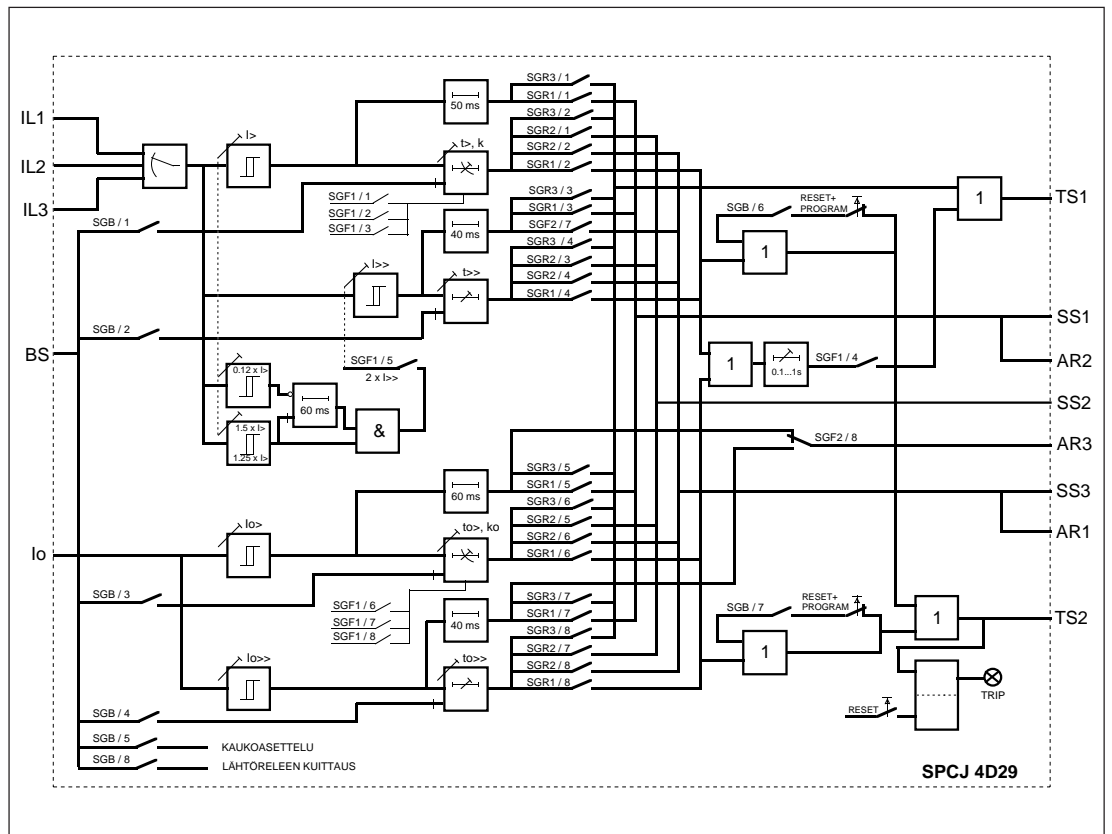 SGR3 / 1
SGR1 / 1
50 ms
SGR3 / 2
IL1
I>
t>, k
SGR2 / 1
SGR2 / 2
IL2
SGR1 / 2
IL3
SGF1 / 1
SGF1 / 2
SGF1 / 3
SGR3 / 3
SGR1 / 3
SGB / 6
RESET+
PROGRAM
1
TS1
SGB / 1
40 ms
SGF2 / 7
SGR3 / 4
1
I>>
t>>
SGR2 / 3
SGR2 / 4
SGR1 / 4
SS1
SGB / 2
BS
SGF1 / 5
2 x I>>
1
0.1...1s
SGF1 / 4
AR2
0.12 x I>
60 ms
SS2
1.5 x I>
1.25 x I>
&
SGF2 / 8
AR3
60 ms
SGR3 / 5
SGR1 / 5
SS3
SGR3 / 6
Io>
to>, ko
SGR2 / 5
SGR2 / 6
AR1
Io
SGR1 / 6
SGB / 3
SGF1 / 6
SGF1 / 7
SGF1 / 8
SGR3 / 7
SGR1 / 7
SGB / 7
RESET+
PROGRAM
1
TS2
40 ms
SGR3 / 8
1
Io>>
to>>
SGR2 / 7
SGR2 / 8
SGR1 / 8
TRIP
SGB / 4
RESET
SGB / 5
KAUKOASETTELU
SGB / 8
LÄHTÖRELEEN KUITTAUS
SPCJ 4D29